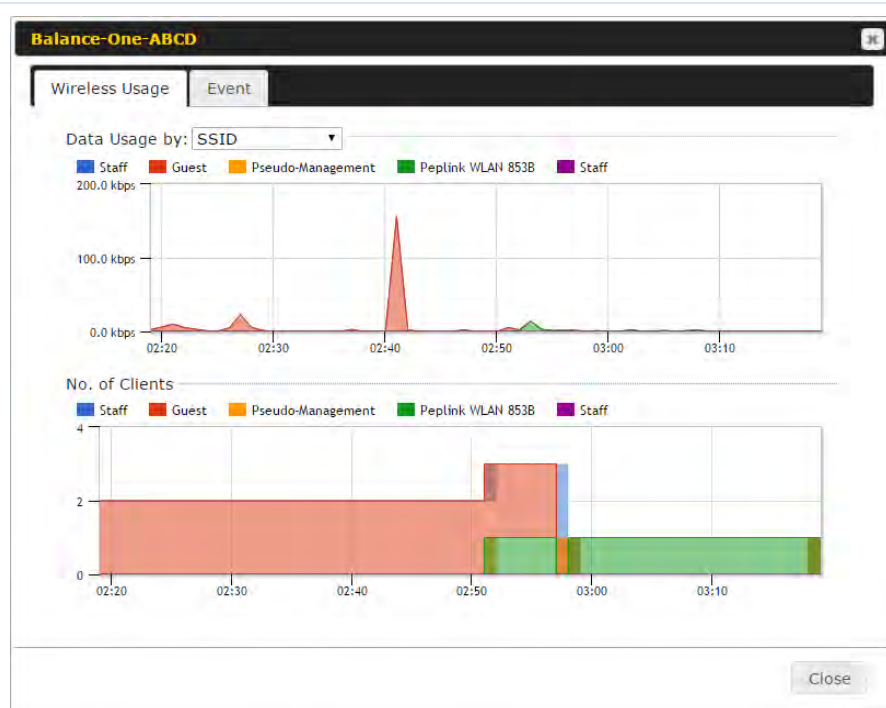 Balance-One-ABCD
Wireless Usage Event
Data Usage by: SSID
Staff Guest Pseudo-Management Peplink WLAN 853B Staff
200.0 kbps
100.0 kbps
0.0 kbps
02:20 02:30 02:40 02:50 03:00 03:10
No. of Clients
Staff Guest Pseudo-Management Peplink WLAN 853B Staff
4
2
0
02:20 02:30 02:40 02:50 03:00 03:10
Close